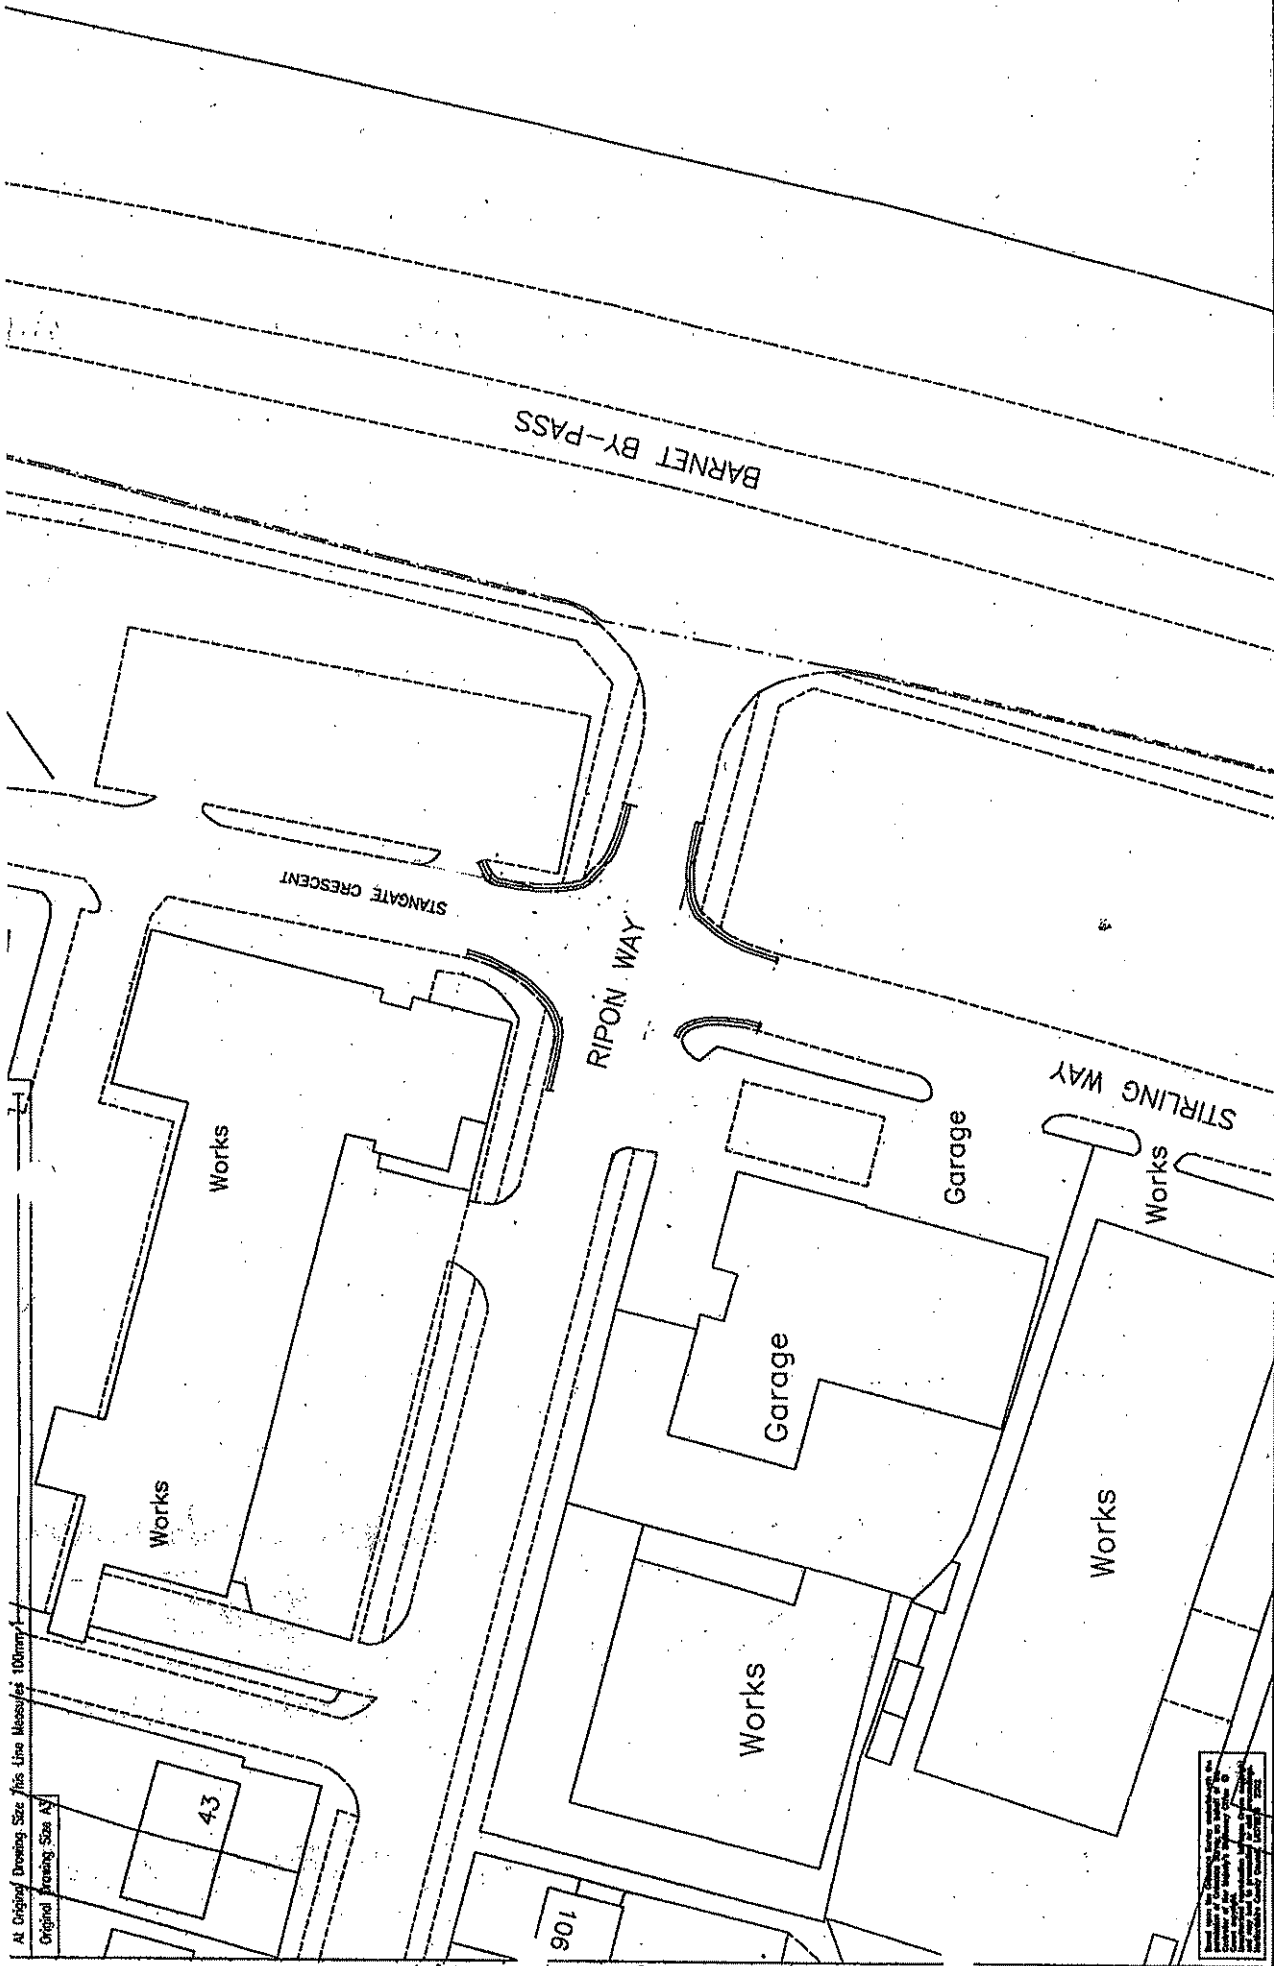 At Original Drawing Size This Line Measures 100mm
Original Drawing Size A3
BARNET BY-PASS
STANGATE CRESCENT
RIPON WAY
STIRLING WAY
Works
Works
Garage
Garage
Works
Works
Works
43
106